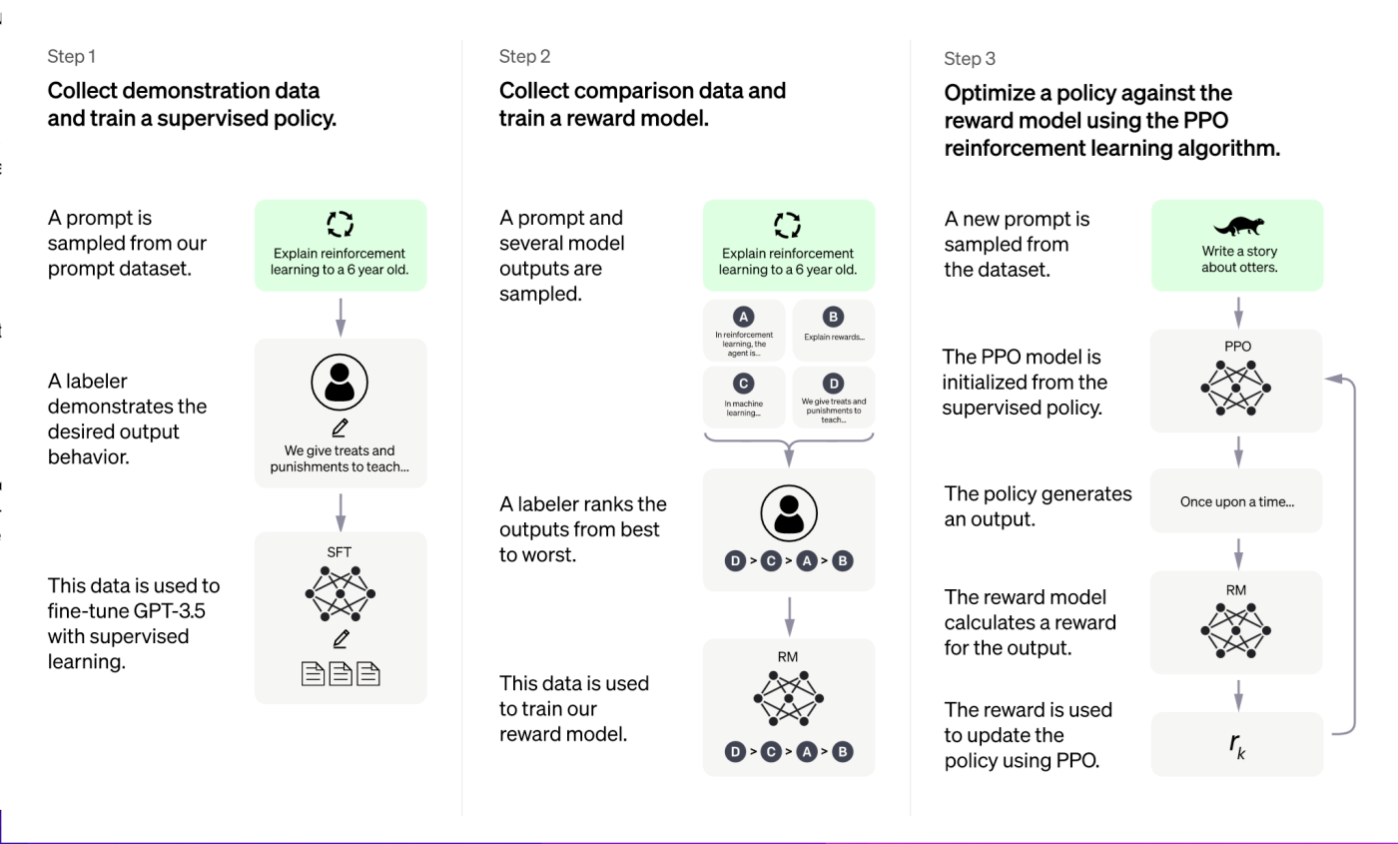 Step 1
Collect demonstration data
and train a supervised policy.
A prompt is
sampled from our
prompt dataset.
Explain reinforcement
learning to a 6 year old.
A labeler
demonstrates the
desired output
behavior.
We give treats and
punishments to teach...
This data is used to
fine-tune GPT-3.5
with supervised
learning.
SFT
Step 2
Collect comparison data and
train a reward model.
A prompt and
several model
outputs are
sampled.
Explain reinforcement
learning to a 6 year old.
A
In reinforcement
learning, the
agent is...
B
Explain rewards...
C
In machine
learning...
D
We give treats and
punishments to
teach...
A labeler ranks the
outputs from best
to worst.
D > C > A > B
This data is used
to train our
reward model.
RM
D > C > A > B
Step 3
Optimize a policy against the
reward model using the PPO
reinforcement learning algorithm.
A new prompt is
sampled from
the dataset.
Write a story
about otters.
The PPO model is
initialized from the
supervised policy.
PPO
The policy generates
an output.
Once upon a time...
The reward model
calculates a reward
for the output.
RM
The reward is used
to update the
policy using PPO.
rk